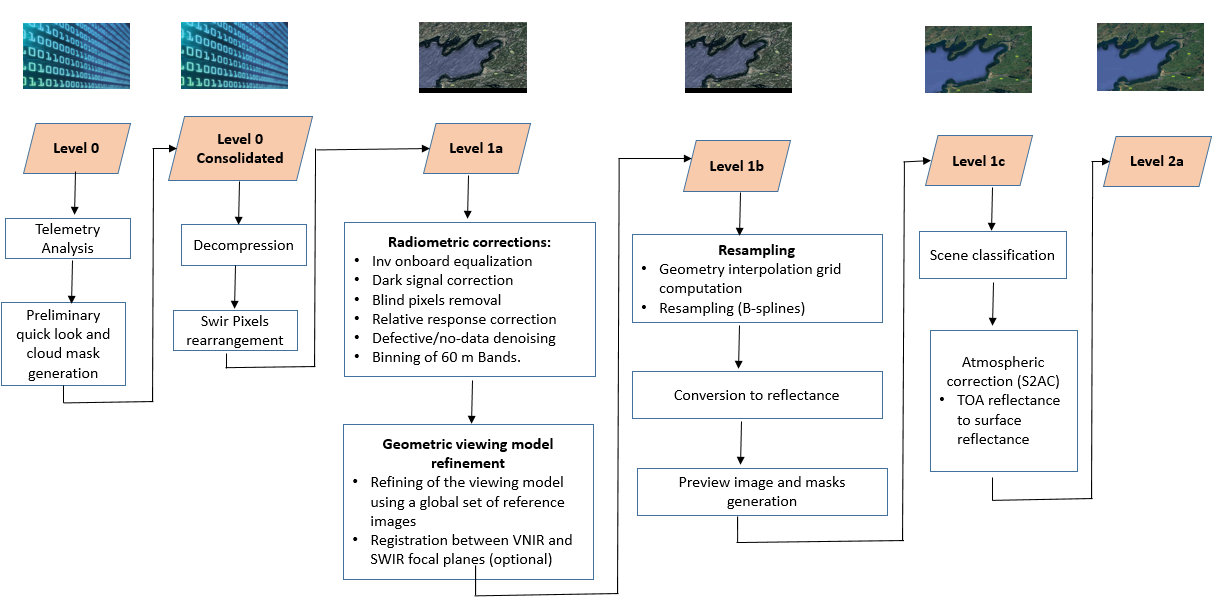 Level 0
Telemetry
Analysis
Preliminary
quick look and
cloud mask
generation
Level 0
Consolidated
Decompression
Swir Pixels
rearrangement
Level 1a
Radiometric corrections:
• Inv onboard equalization
• Dark signal correction
• Blind pixels removal
• Relative response correction
• Defective/no-data denoising
• Binning of 60 m Bands.
Geometric viewing model
refinement
• Refining of the viewing model
using a global set of reference
images
• Registration between VNIR and
SWIR focal planes (optional)
Level 1b
Resampling
• Geometry interpolation grid
computation
• Resampling (B-splines)
Conversion to reflectance
Preview image and masks
generation
Level 1c
Scene classification
Atmospheric
correction (S2AC)
• TOA reflectance
to surface
reflectance
Level 2a